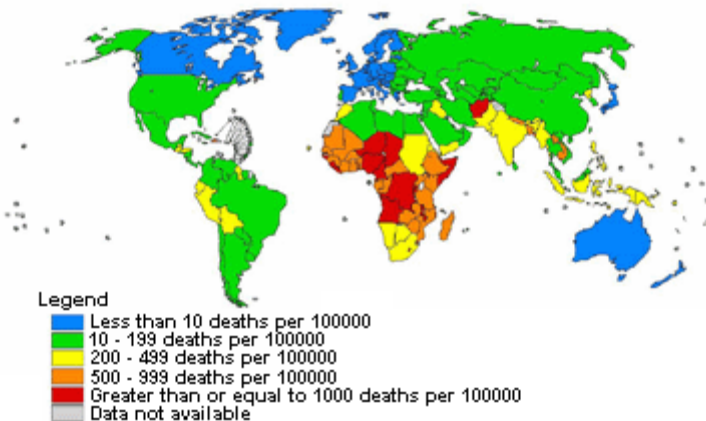 Legend
Less than 10 deaths per 100000
10 - 199 deaths per 100000
200 - 499 deaths per 100000
500 - 999 deaths per 100000
Greater than or equal to 1000 deaths per 100000
Data not available